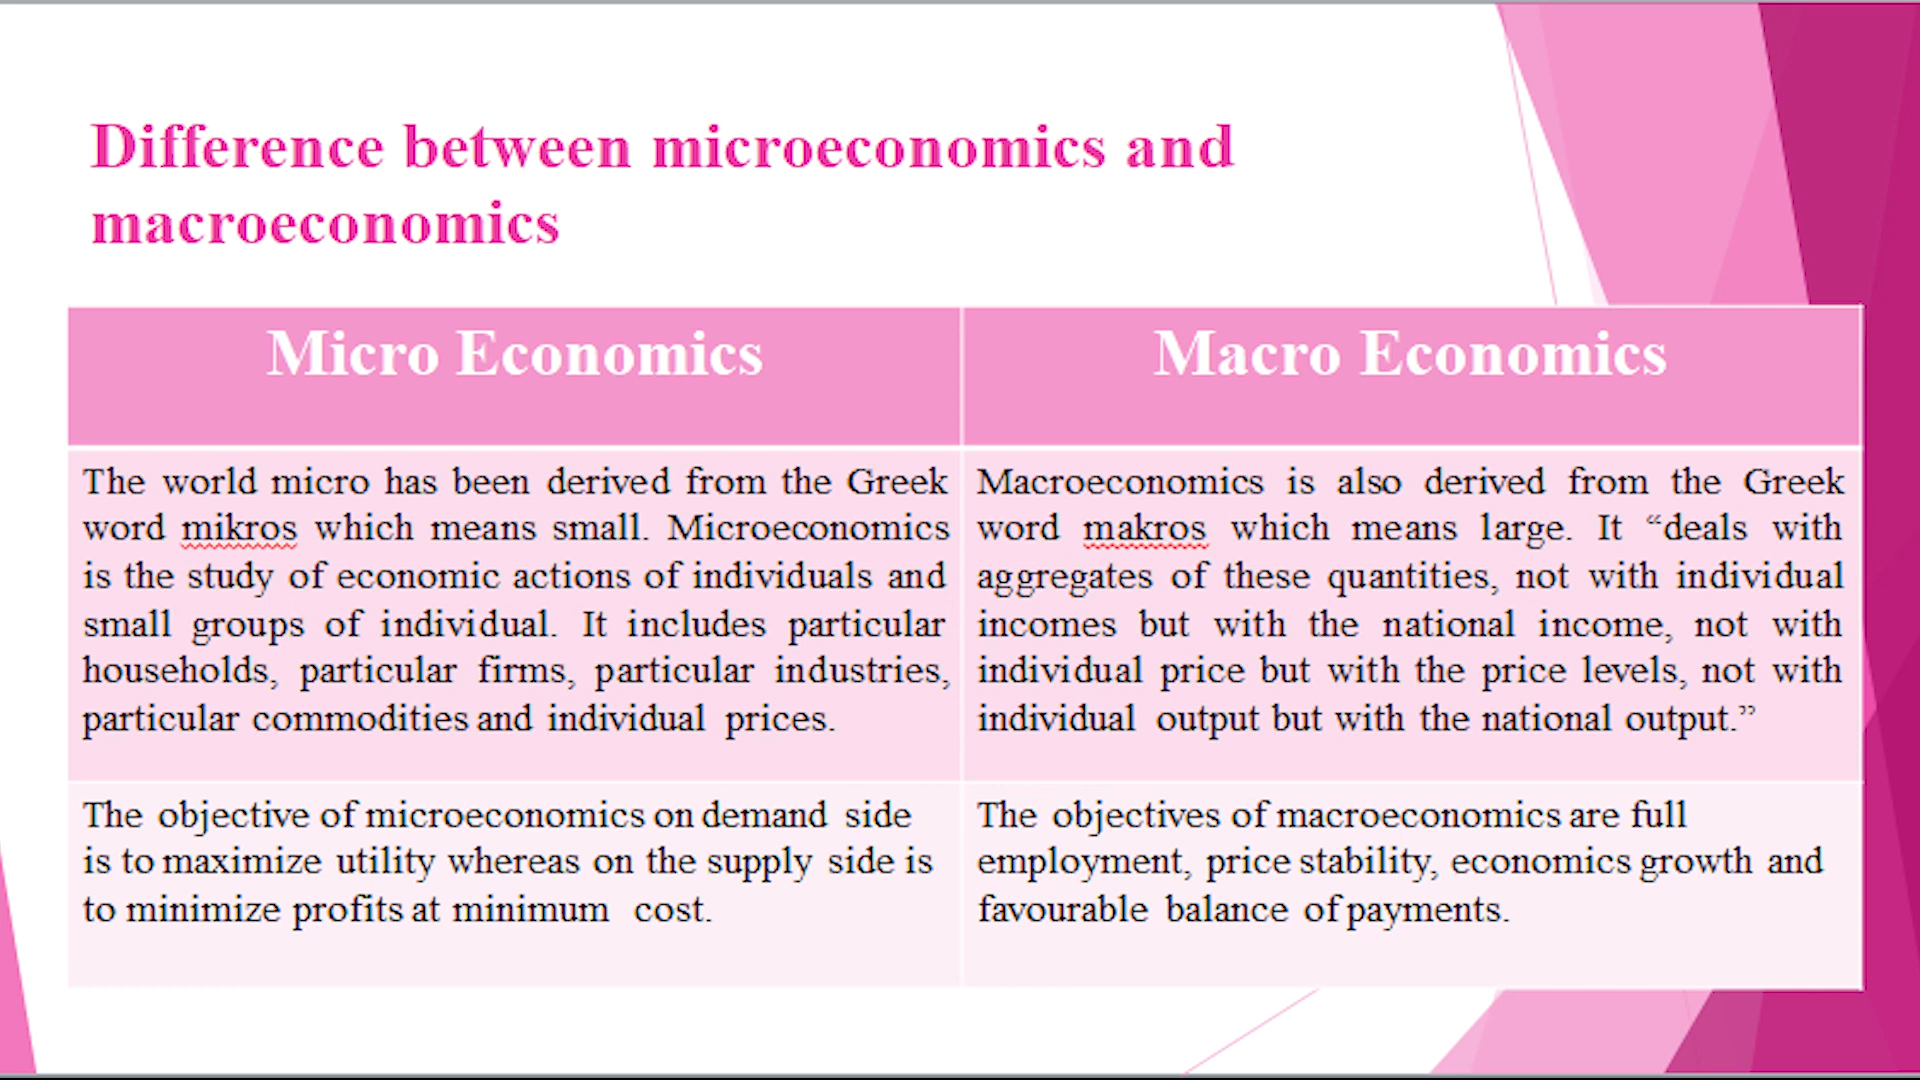 Difference between microeconomics and
macroeconomics
Micro Economics
Macro Economics
The world micro has been derived from the Greek
word mikros which means small. Microeconomics
is the study of economic actions of individuals and
small groups of individual. It includes particular
households, particular firms, particular industries,
particular commodities and individual prices.
Macroeconomics is also derived from the Greek
word makros which means large. It “deals with
aggregates of these quantities, not with individual
incomes but with the national income, not with
individual price but with the price levels, not with
individual output but with the national output.”
The objective of microeconomics on demand side
is to maximize utility whereas on the supply side is
to minimize profits at minimum cost.
The objectives of macroeconomics are full
employment, price stability, economics growth and
favourable balance of payments.